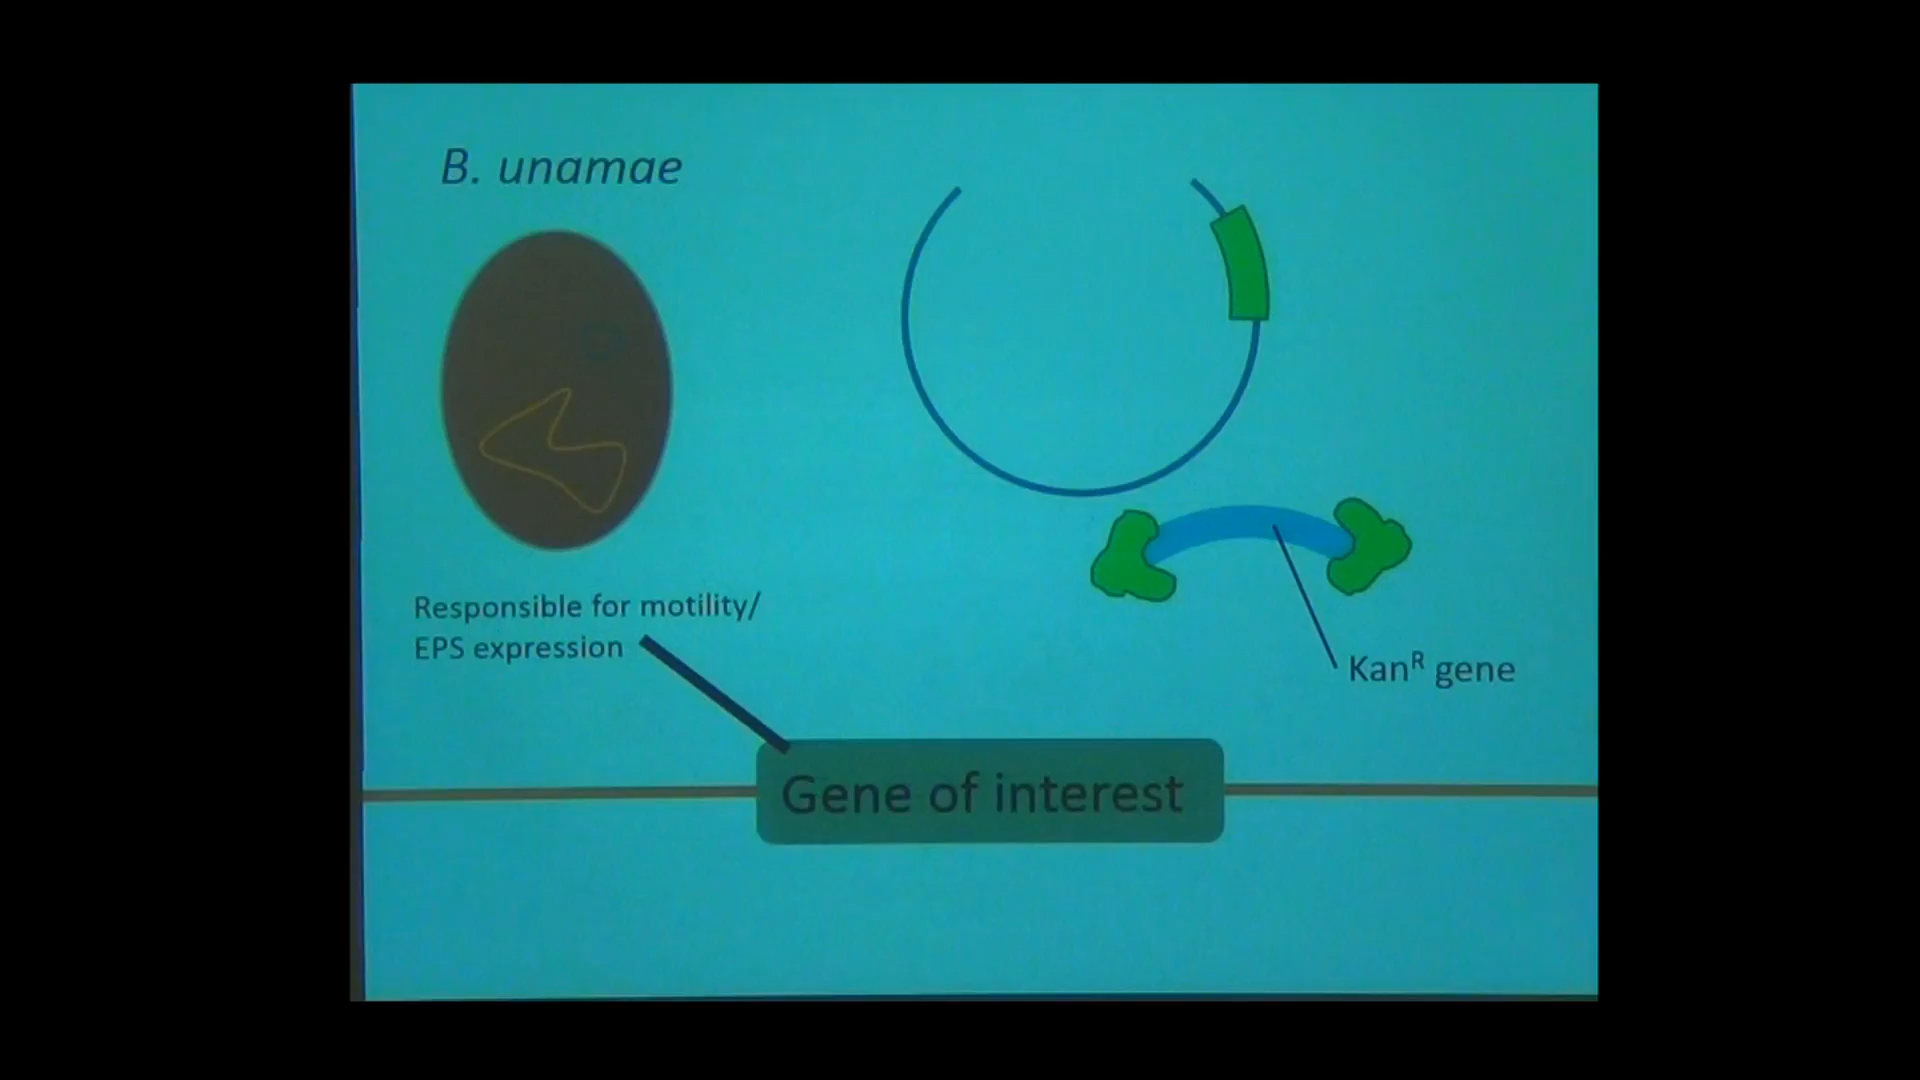 B. unamae
Responsible for motility/
EPS expression
Kanᴿ gene
Gene of interest